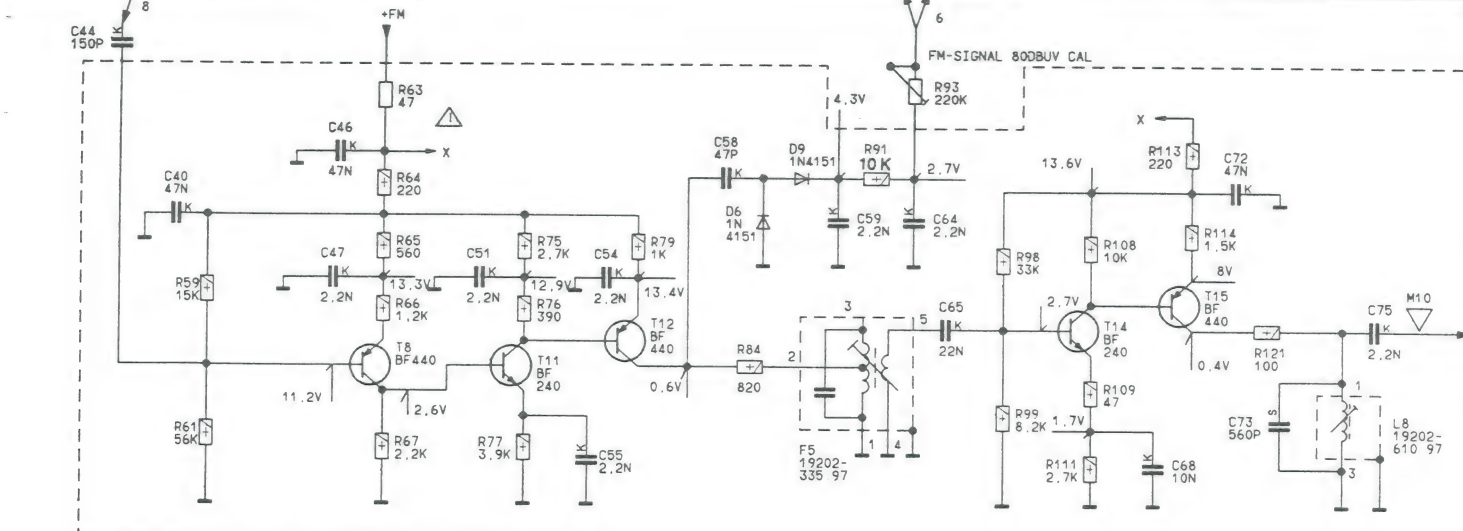 8
C44
150P
K
+FM
6
FM-SIGNAL 80DBUV CAL
R63
47
R93
220K
4.3V
C46
K
47N
X
C58
47P
K
D9
1N4151
R91
10 K
2.7V
X
R113
220
C72
47N
K
13.6V
C40
47N
K
R64
220
D6
1N
4151
K
C59
2.2N
K
C64
2.2N
C47
K
2.2N
R65
560
C51
K
2.2N
R75
2.7K
C54
K
2.2N
R79
1K
R98
33K
R108
10K
R114
1.5K
8V
R59
15K
13.3V
12.9V
13.4V
R66
1.2K
R76
390
3
5
C65
K
22N
2.7V
T15
BF
440
M10
T8
BF440
T11
BF
240
T12
BF
440
R84
820
2
T14
BF
240
R121
100
C75
K
2.2N
11.2V
2.6V
0.6V
0.4V
R61
56K
R67
2.2K
R77
3.9K
K
C55
2.2N
1
4
F5
19202-
335 97
R99
8.2K
R109
47
1.7V
R111
2.7K
K
C68
10N
C73
560P
S
1
3
L8
19202-
610 97